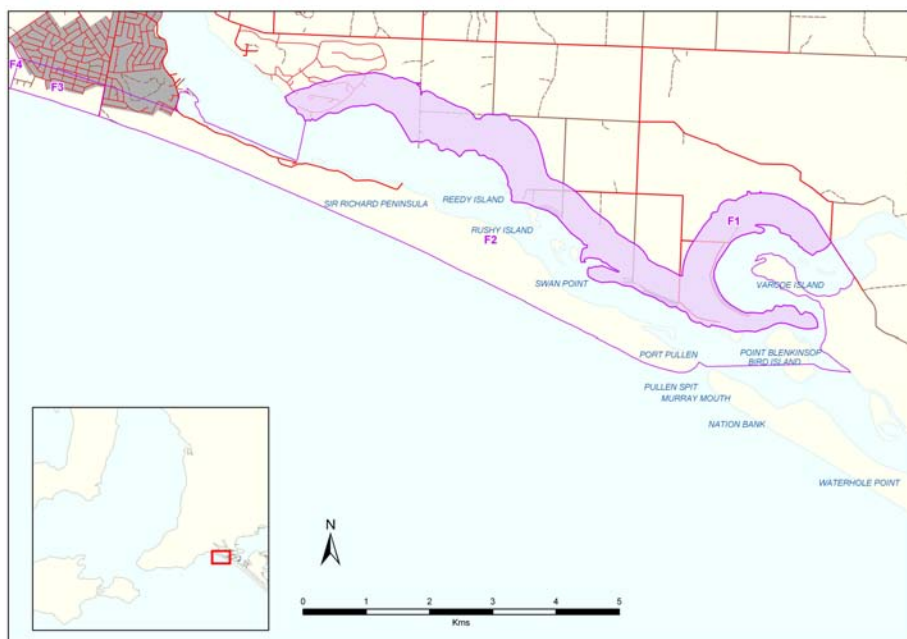 F4
F3
SIR RICHARD PENINSULA
REEDY ISLAND
RUSHY ISLAND
F2
F1
SWAN POINT
VARCOE ISLAND
PORT PULLEN
POINT BLENKINSOP
BIRD ISLAND
PULLEN SPIT
MURRAY MOUTH
NATION BANK
WATERHOLE POINT
N
0 1 2 3 4 5
Kms